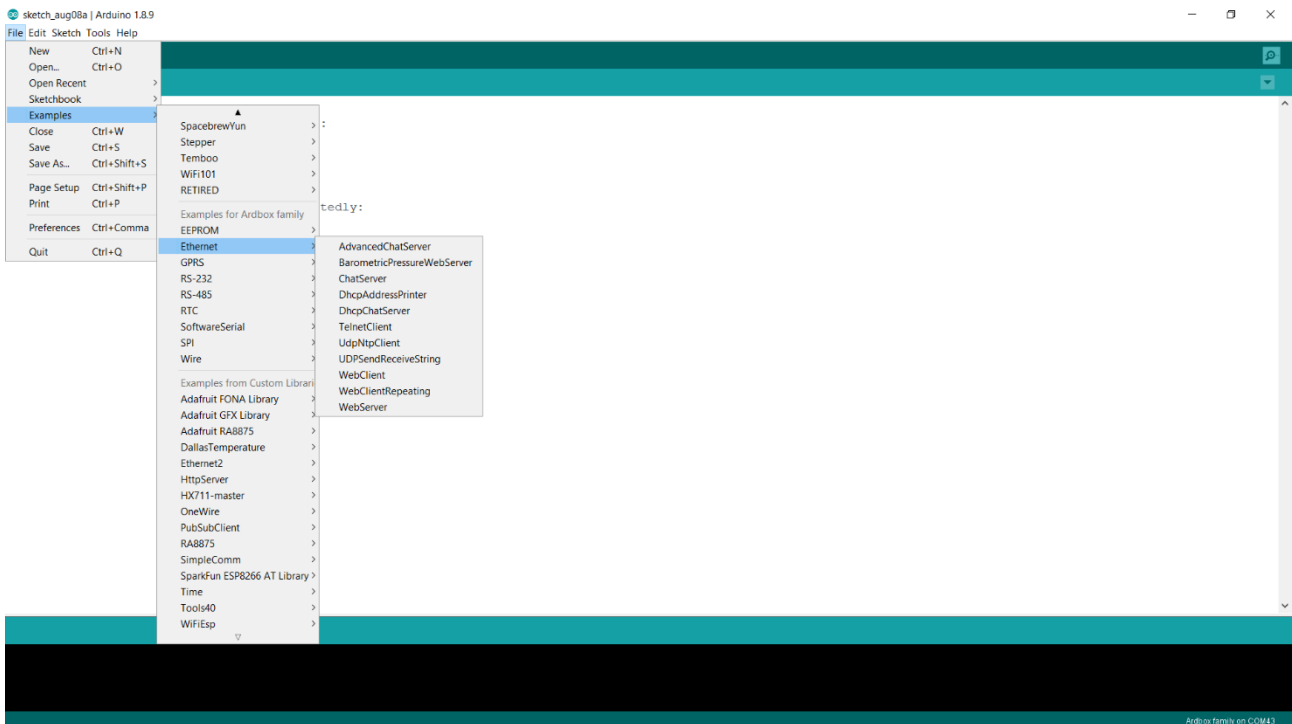 sketch_aug08a | Arduino 1.8.9
File Edit Sketch Tools Help
New Ctrl+N
Open... Ctrl+O
Open Recent
Sketchbook
Examples
Close Ctrl+W
Save Ctrl+S
Save As... Ctrl+Shift+S
Page Setup Ctrl+Shift+P
Print Ctrl+P
Preferences Ctrl+Comma
Quit Ctrl+Q
SpacebrewYun
Stepper
Temboo
WiFi101
RETIRED
Examples for Ardbox family
EEPROM
Ethernet
GPRS
RS-232
RS-485
RTC
SoftwareSerial
SPI
Wire
Examples from Custom Librari
Adafruit FONA Library
Adafruit GFX Library
Adafruit RA8875
DallasTemperature
Ethernet2
HttpServer
HX711-master
OneWire
PubSubClient
RA8875
SimpleComm
SparkFun ESP8266 AT Library
Time
Tools40
WiFiEsp
AdvancedChatServer
BarometricPressureWebServer
ChatServer
DhcpAddressPrinter
DhcpChatServer
TelnetClient
UdpNtpClient
UDPSendReceiveString
WebClient
WebClientRepeating
WebServer
:
tedly:
Ardbox family on COM43